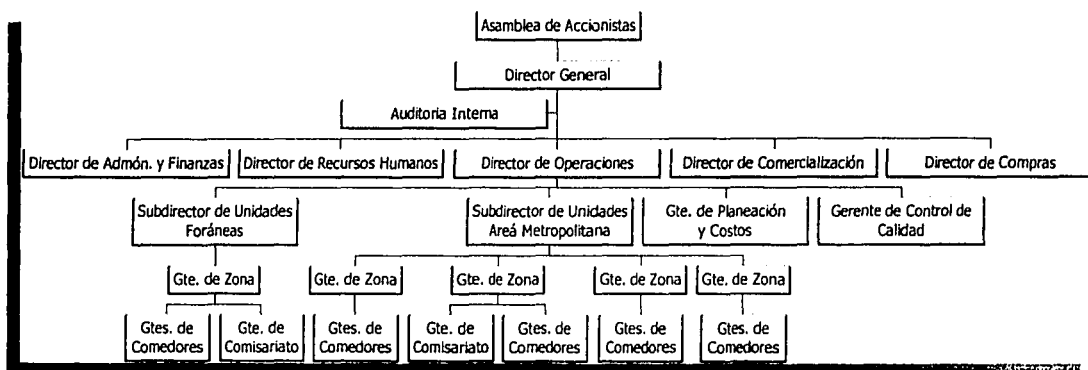 Asamblea de Accionistas
Director General
Auditoria Interna
Director de Admón. y Finanzas
Director de Recursos Humanos
Director de Operaciones
Director de Comercialización
Director de Compras
Subdirector de Unidades
Foráneas
Subdirector de Unidades
Areá Metropolitana
Gte. de Planeación
y Costos
Gerente de Control de
Calidad
Gte. de Zona
Gte. de Zona
Gte. de Zona
Gte. de Zona
Gte. de Zona
Gtes. de
Comedores
Gte. de
Comisariato
Gtes. de
Comedores
Gte. de
Comisariato
Gtes. de
Comedores
Gtes. de
Comedores
Gtes. de
Comedores